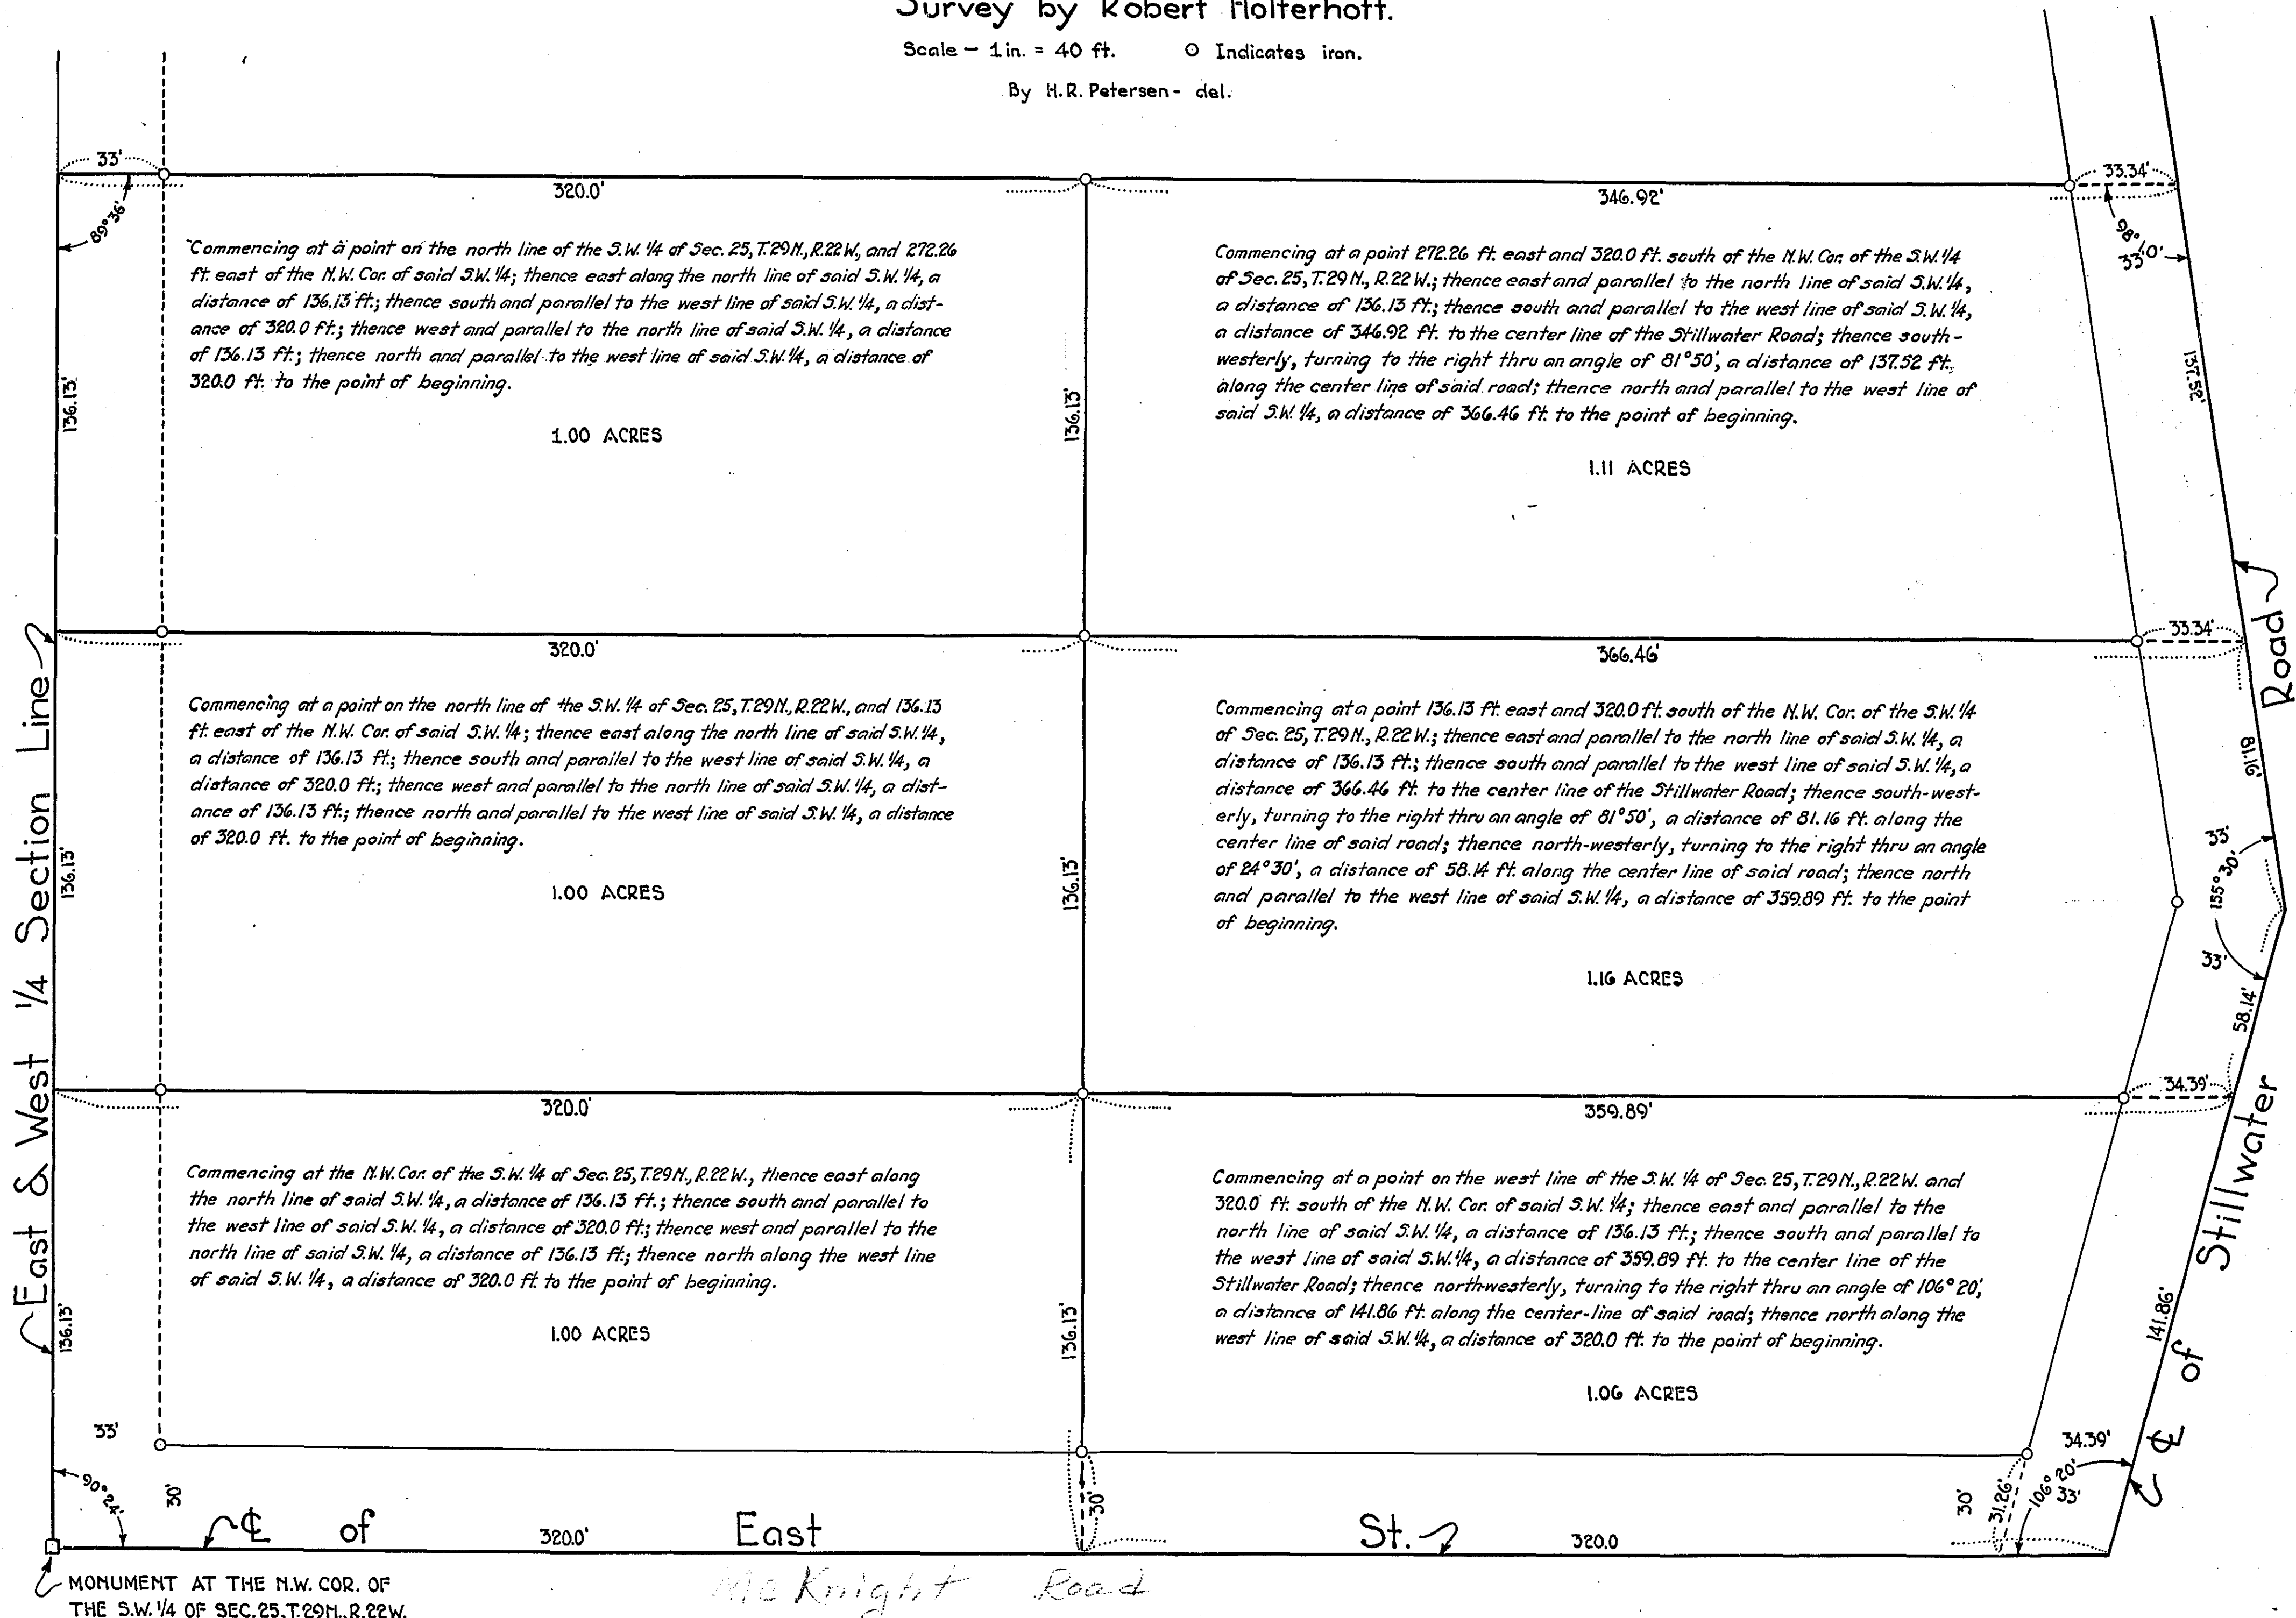 Survey by Robert Holterhoff.
Scale – 1 in. = 40 ft. ⊙ Indicates iron.
By H.R. Petersen - del.
33'
320.0'
346.92'
33.34'
89°36'
98°
33'
10'
Commencing at a point on the north line of the S.W. 1/4 of Sec. 25, T.29N., R.22W., and 272.26
ft. east of the N.W. Cor. of said S.W. 1/4; thence east along the north line of said S.W. 1/4, a
distance of 136.13 ft.; thence south and parallel to the west line of said S.W. 1/4, a dist-
ance of 320.0 ft.; thence west and parallel to the north line of said S.W. 1/4, a distance
of 136.13 ft.; thence north and parallel to the west line of said S.W. 1/4, a distance of
320.0 ft. to the point of beginning.
1.00 ACRES
136.13'
136.13'
Commencing at a point 272.26 ft. east and 320.0 ft. south of the N.W. Cor. of the S.W. 1/4
of Sec. 25, T.29N., R.22W.; thence east and parallel to the north line of said S.W. 1/4,
a distance of 136.13 ft.; thence south and parallel to the west line of said S.W. 1/4,
a distance of 346.92 ft. to the center line of the Stillwater Road; thence south-
westerly, turning to the right thru an angle of 81°50', a distance of 137.52 ft.
along the center line of said road; thence north and parallel to the west line of
said S.W. 1/4, a distance of 366.46 ft. to the point of beginning.
1.11 ACRES
137.52'
Road
320.0'
366.46'
33.34'
Commencing at a point on the north line of the S.W. 1/4 of Sec. 25, T.29N., R.22W., and 136.13
ft. east of the N.W. Cor. of said S.W. 1/4; thence east along the north line of said S.W. 1/4,
a distance of 136.13 ft.; thence south and parallel to the west line of said S.W. 1/4, a
distance of 320.0 ft.; thence west and parallel to the north line of said S.W. 1/4, a dist-
ance of 136.13 ft.; thence north and parallel to the west line of said S.W. 1/4, a distance
of 320.0 ft. to the point of beginning.
1.00 ACRES
136.13'
136.13'
Commencing at a point 136.13 ft. east and 320.0 ft. south of the N.W. Cor. of the S.W. 1/4
of Sec. 25, T.29N., R.22W.; thence east and parallel to the north line of said S.W. 1/4, a
distance of 136.13 ft.; thence south and parallel to the west line of said S.W. 1/4, a
distance of 366.46 ft. to the center line of the Stillwater Road; thence south-west-
erly, turning to the right thru an angle of 81°50', a distance of 81.16 ft. along the
center line of said road; thence north-westerly, turning to the right thru an angle
of 24°30', a distance of 58.14 ft. along the center line of said road; thence north
and parallel to the west line of said S.W. 1/4, a distance of 359.89 ft. to the point
of beginning.
1.16 ACRES
81.16'
33'
155°30'
33'
58.14'
East & West 1/4 Section Line
320.0'
359.89'
34.39'
Commencing at the N.W. Cor. of the S.W. 1/4 of Sec. 25, T.29N., R.22W., thence east along
the north line of said S.W. 1/4, a distance of 136.13 ft.; thence south and parallel to
the west line of said S.W. 1/4, a distance of 320.0 ft; thence west and parallel to the
north line of said S.W. 1/4, a distance of 136.13 ft; thence north along the west line
of said S.W. 1/4, a distance of 320.0 ft. to the point of beginning.
1.00 ACRES
136.13'
136.13'
Commencing at a point on the west line of the S.W. 1/4 of Sec. 25, T.29N., R.22W. and
320.0 ft. south of the N.W. Cor. of said S.W. 1/4; thence east and parallel to the
north line of said S.W. 1/4, a distance of 136.13 ft.; thence south and parallel to
the west line of said S.W. 1/4, a distance of 359.89 ft. to the center line of the
Stillwater Road; thence northwesterly, turning to the right thru an angle of 106°20',
a distance of 141.86 ft. along the center-line of said road; thence north along the
west line of said S.W. 1/4, a distance of 320.0 ft. to the point of beginning.
1.06 ACRES
141.86'
℄ of Stillwater
33'
90°24'
30'
30'
30'
31.26'
34.39'
106°20'
33'
℄ of East St.
320.0'
320.0
MONUMENT AT THE N.W. COR. OF
THE S.W. 1/4 OF SEC. 25, T.29N., R.22W.
McKnight Road